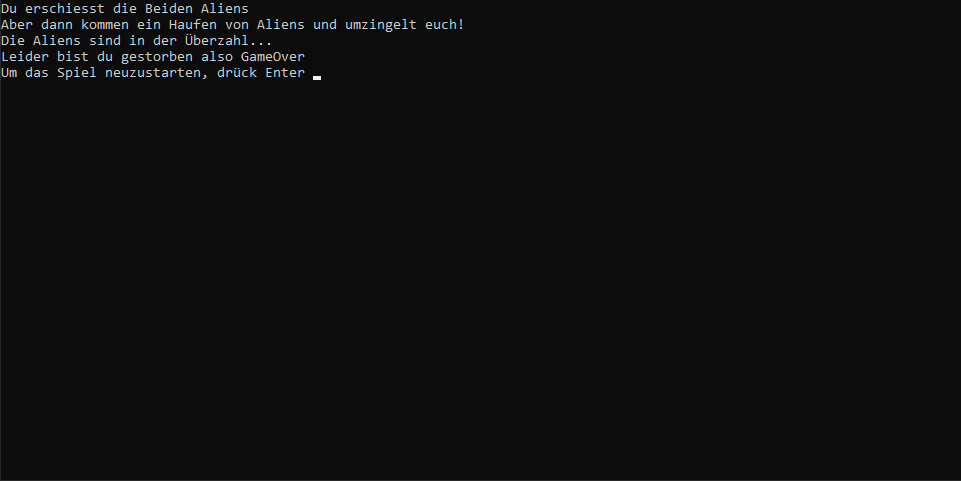 Du erschiesst die Beiden Aliens
Aber dann kommen ein Haufen von Aliens und umzingelt euch!
Die Aliens sind in der Überzahl...
Leider bist du gestorben also GameOver
Um das Spiel neuzustarten, drück Enter